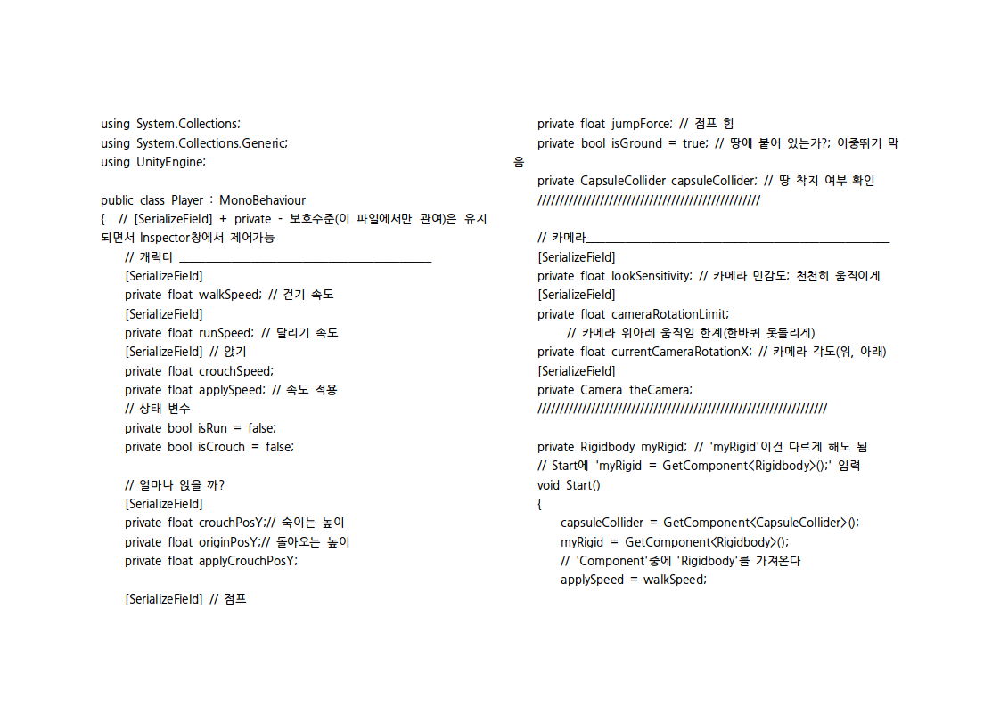 using System.Collections;
using System.Collections.Generic;
using UnityEngine;

public class Player : MonoBehaviour
{  // [SerializeField] + private - 보호수준(이 파일에서만 관여)은 유지
되면서 Inspector창에서 제어가능
    // 캐릭터 _______________________________________
    [SerializeField]
    private float walkSpeed; // 걷기 속도
    [SerializeField]
    private float runSpeed; // 달리기 속도
    [SerializeField] // 앉기
    private float crouchSpeed;
    private float applySpeed; // 속도 적용
    // 상태 변수
    private bool isRun = false;
    private bool isCrouch = false;

    // 얼마나 앉을 까?
    [SerializeField]
    private float crouchPosY;// 숙이는 높이
    private float originPosY;// 돌아오는 높이
    private float applyCrouchPosY;

    [SerializeField] // 점프
    private float jumpForce; // 점프 힘
    private bool isGround = true; // 땅에 붙어 있는가?; 이중뛰기 막
음
    private CapsuleCollider capsuleCollider; // 땅 착지 여부 확인
    //////////////////////////////////////////////////

    // 카메라_______________________________________________
    [SerializeField]
    private float lookSensitivity; // 카메라 민감도; 천천히 움직이게
    [SerializeField]
    private float cameraRotationLimit;
         // 카메라 위아레 움직임 한계(한바퀴 못돌리게)
    private float currentCameraRotationX; // 카메라 각도(위, 아래)
    [SerializeField]
    private Camera theCamera;
    /////////////////////////////////////////////////////////////////

    private Rigidbody myRigid; // 'myRigid'이건 다르게 해도 됨
    // Start에 'myRigid = GetComponent<Rigidbody>();' 입력
    void Start()
    {
        capsuleCollider = GetComponent<CapsuleCollider>();
        myRigid = GetComponent<Rigidbody>();
        // 'Component'중에 'Rigidbody'를 가져온다
        applySpeed = walkSpeed;